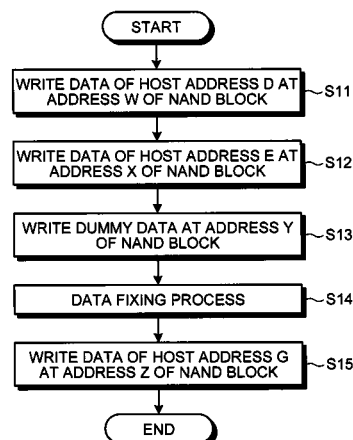 START
WRITE DATA OF HOST ADDRESS D AT
ADDRESS W OF NAND BLOCK
S11
WRITE DATA OF HOST ADDRESS E AT
ADDRESS X OF NAND BLOCK
S12
WRITE DUMMY DATA AT ADDRESS Y
OF NAND BLOCK
S13
DATA FIXING PROCESS
S14
WRITE DATA OF HOST ADDRESS G
AT ADDRESS Z OF NAND BLOCK
S15
END